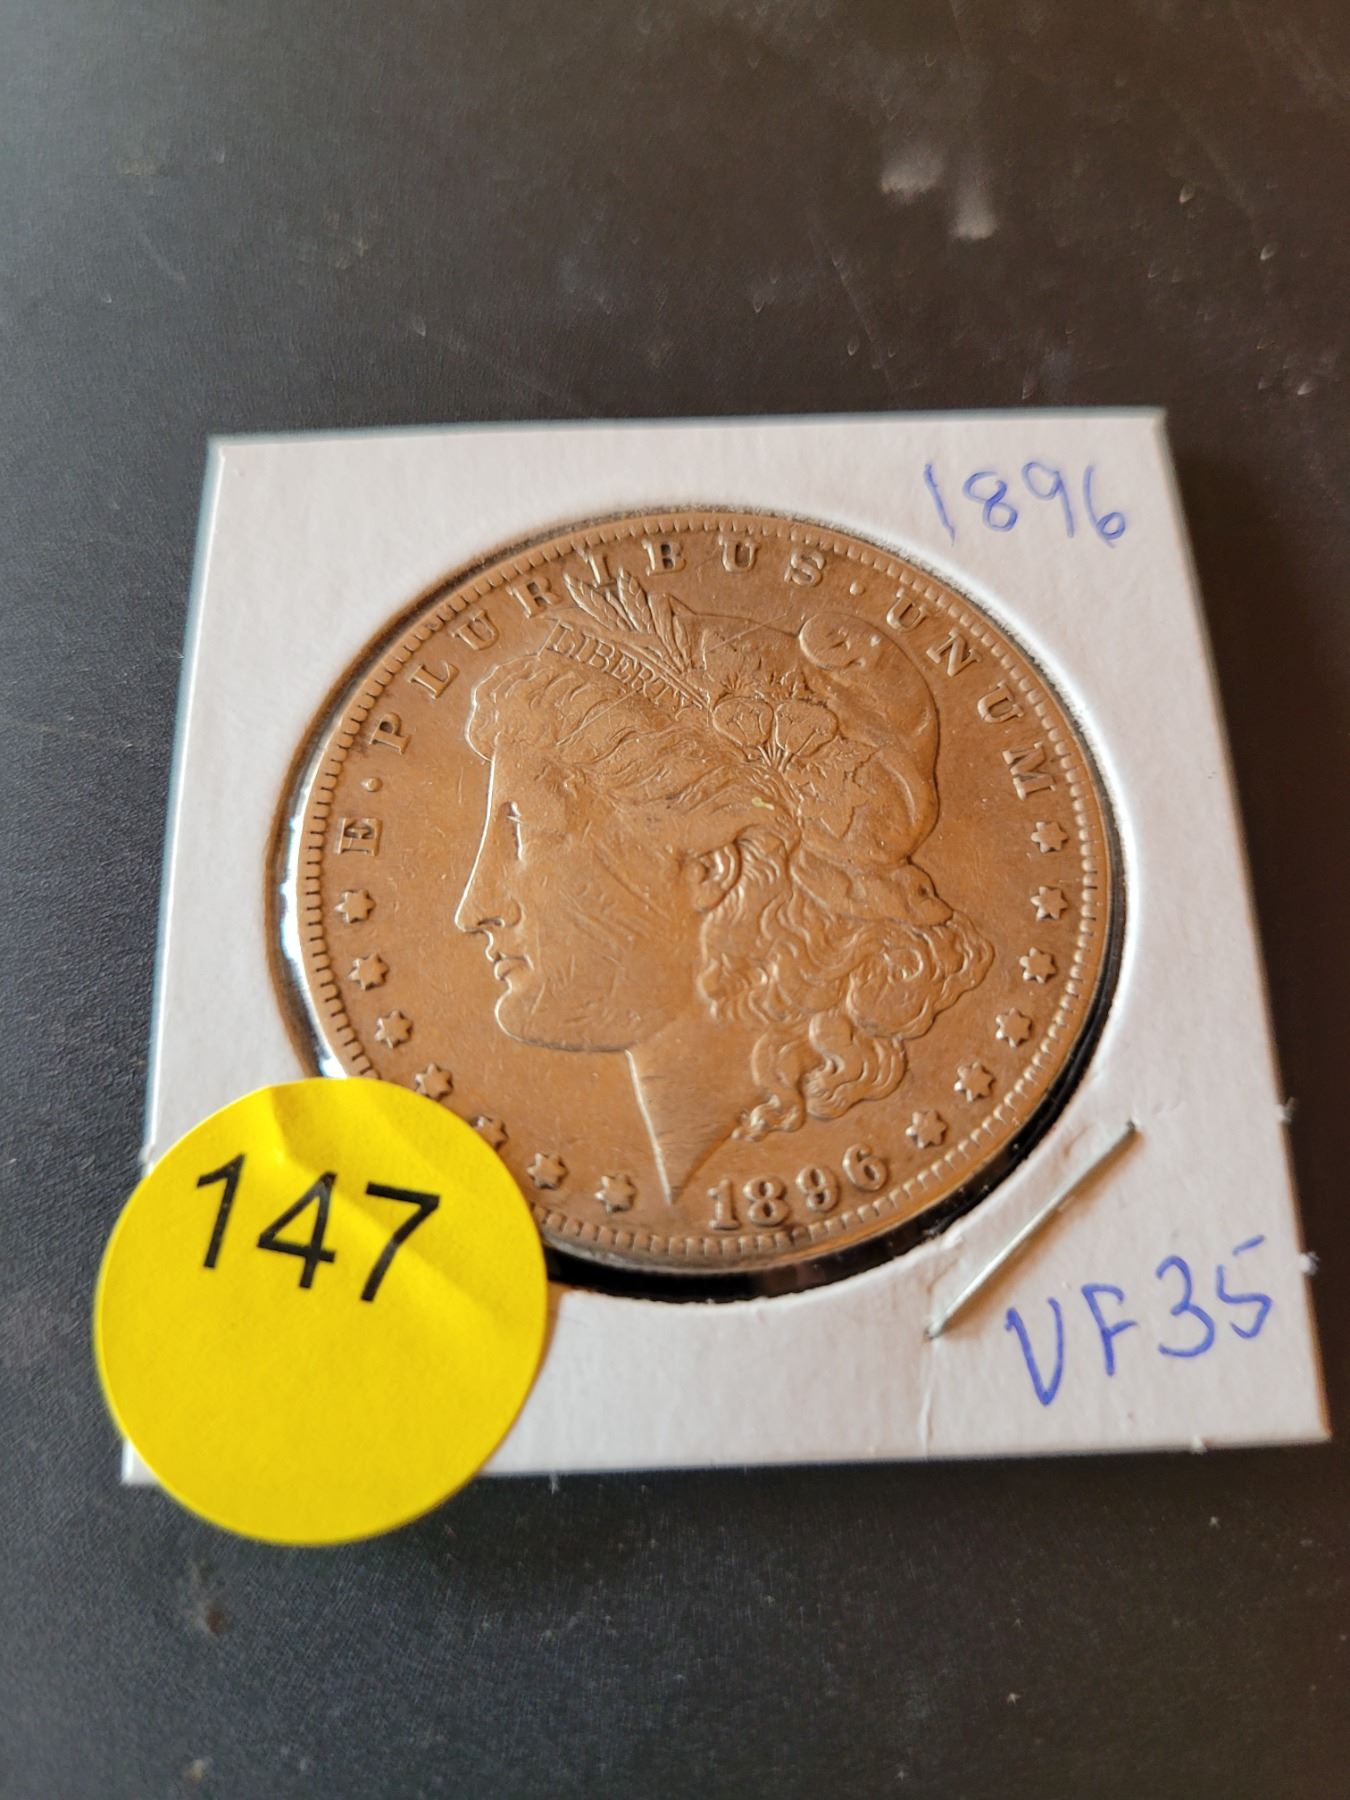 1896
E · PLURIBUS · UNUM
LIBERTY
1896
147
VF35